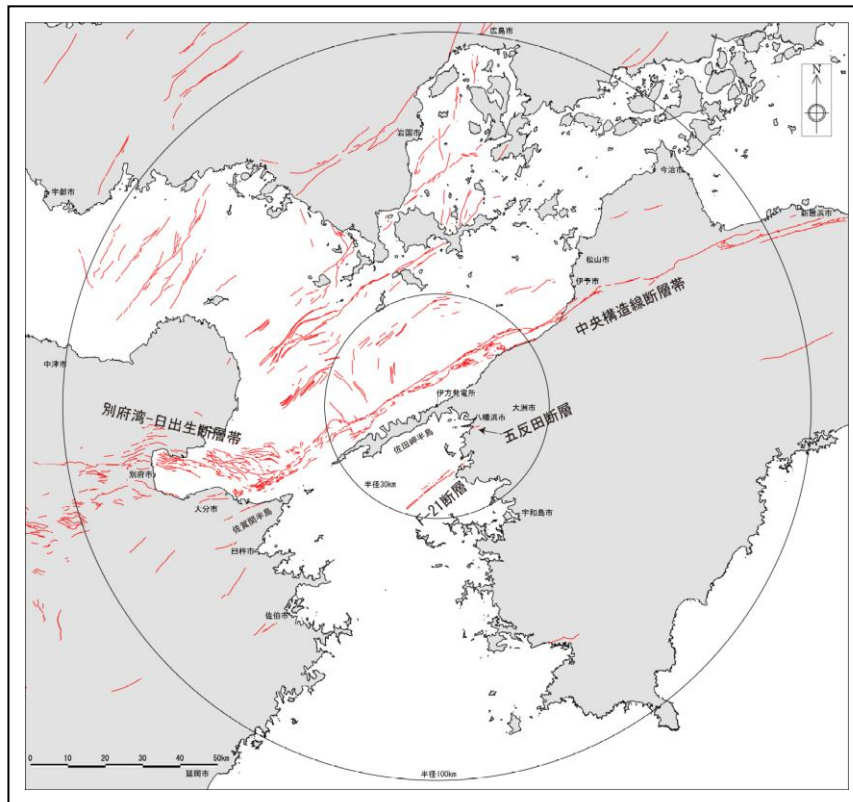 広島市
N
岩国市
宇部市
今治市
新居浜市
松山市
伊予市
中央構造線断層帯
中津市
伊方発電所
大洲市
八幡浜市
別府湾-日出生断層帯
五反田断層
佐田岬半島
別府市
半径30km
大分市
F-21断層
佐賀関半島
宇和島市
臼杵市
佐伯市
0 10 20 30 40 50km
延岡市
半径100km